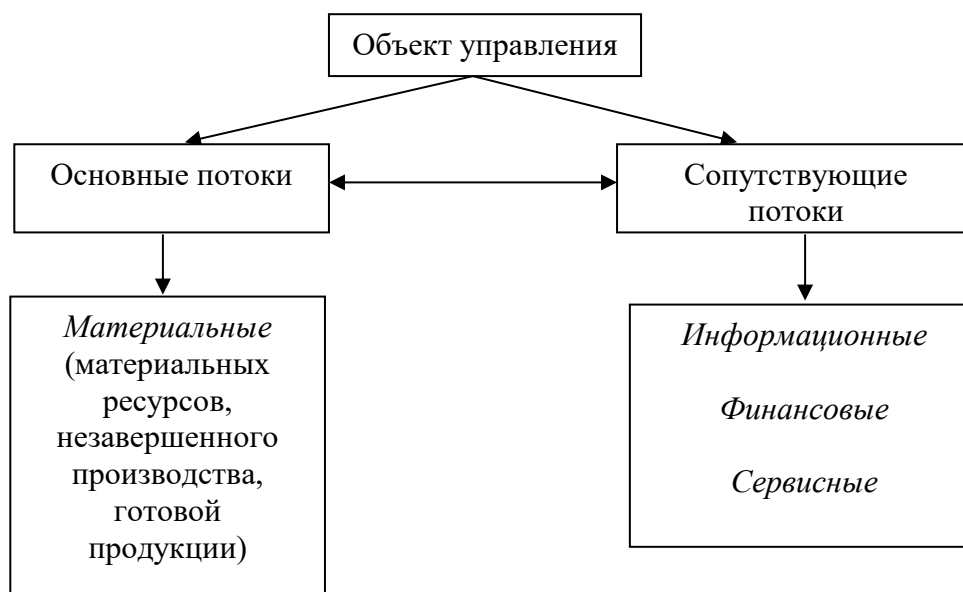 Объект управления
Основные потоки
Сопутствующие
потоки
Материальные
(материальных
ресурсов,
незавершенного
производства,
готовой
продукции)
Информационные
Финансовые
Сервисные